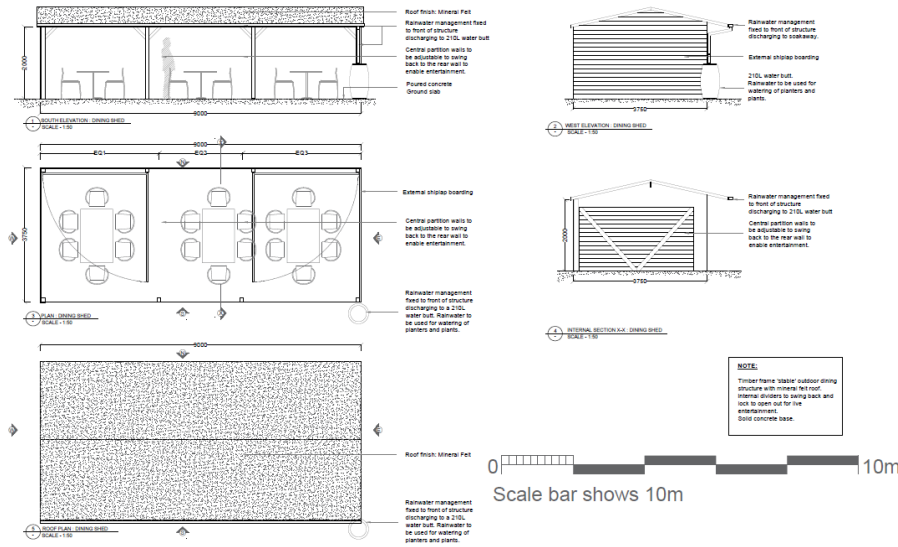 Roof finish: Mineral Felt
Rainwater management fixed
to front of structure
discharging to 210L water butt
Central partition walls to
be adjustable to swing
back to the rear wall to
enable entertainment.
Poured concrete
Ground slab
2000
9000
1 SOUTH ELEVATION : DINING SHED
SCALE - 1:50
Rainwater management
fixed to front of structure
discharging to soakaway.
External shiplap boarding
210L water butt.
Rainwater to be used for
watering of planters and
plants.
3750
2 WEST ELEVATION : DINING SHED
SCALE - 1:50
9000
EQ1
EQ2
EQ3
3750
External shiplap boarding
Central partition walls to
be adjustable to swing
back to the rear wall to
enable entertainment.
Rainwater management
fixed to front of structure
discharging to a 210L
water butt. Rainwater to
be used for watering of
planters and plants.
3 PLAN : DINING SHED
SCALE - 1:50
Rainwater management fixed
to front of structure
discharging to 210L water butt
Central partition walls to
be adjustable to swing
back to the rear wall to
enable entertainment.
2000
3750
4 INTERNAL SECTION X-X : DINING SHED
SCALE - 1:50
9000
Roof finish: Mineral Felt
Rainwater management
fixed to front of structure
discharging to a 210L
water butt. Rainwater to
be used for watering of
planters and plants.
5 ROOF PLAN : DINING SHED
SCALE - 1:50
NOTE:
Timber frame 'stable' outdoor dining
structure with mineral felt roof.
Internal dividers to swing back and
lock to open out for live
entertainment.
Solid concrete base.
0
10m
Scale bar shows 10m